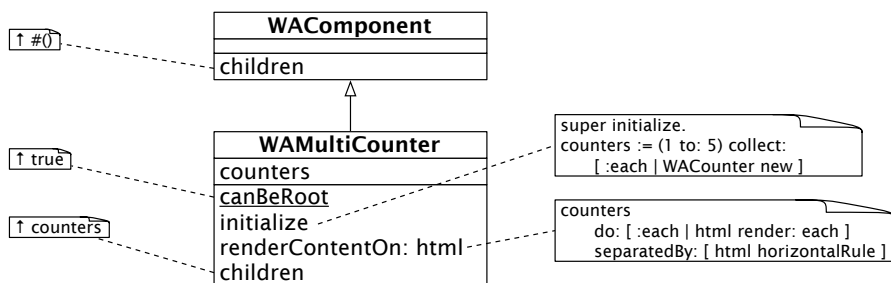 WAComponent
↑ #()
children
WAMultiCounter
counters
↑ true
canBeRoot
initialize
↑ counters
renderContentOn: html
children
super initialize.
counters := (1 to: 5) collect:
[ :each | WACounter new ]
counters
do: [ :each | html render: each ]
separatedBy: [ html horizontalRule ]